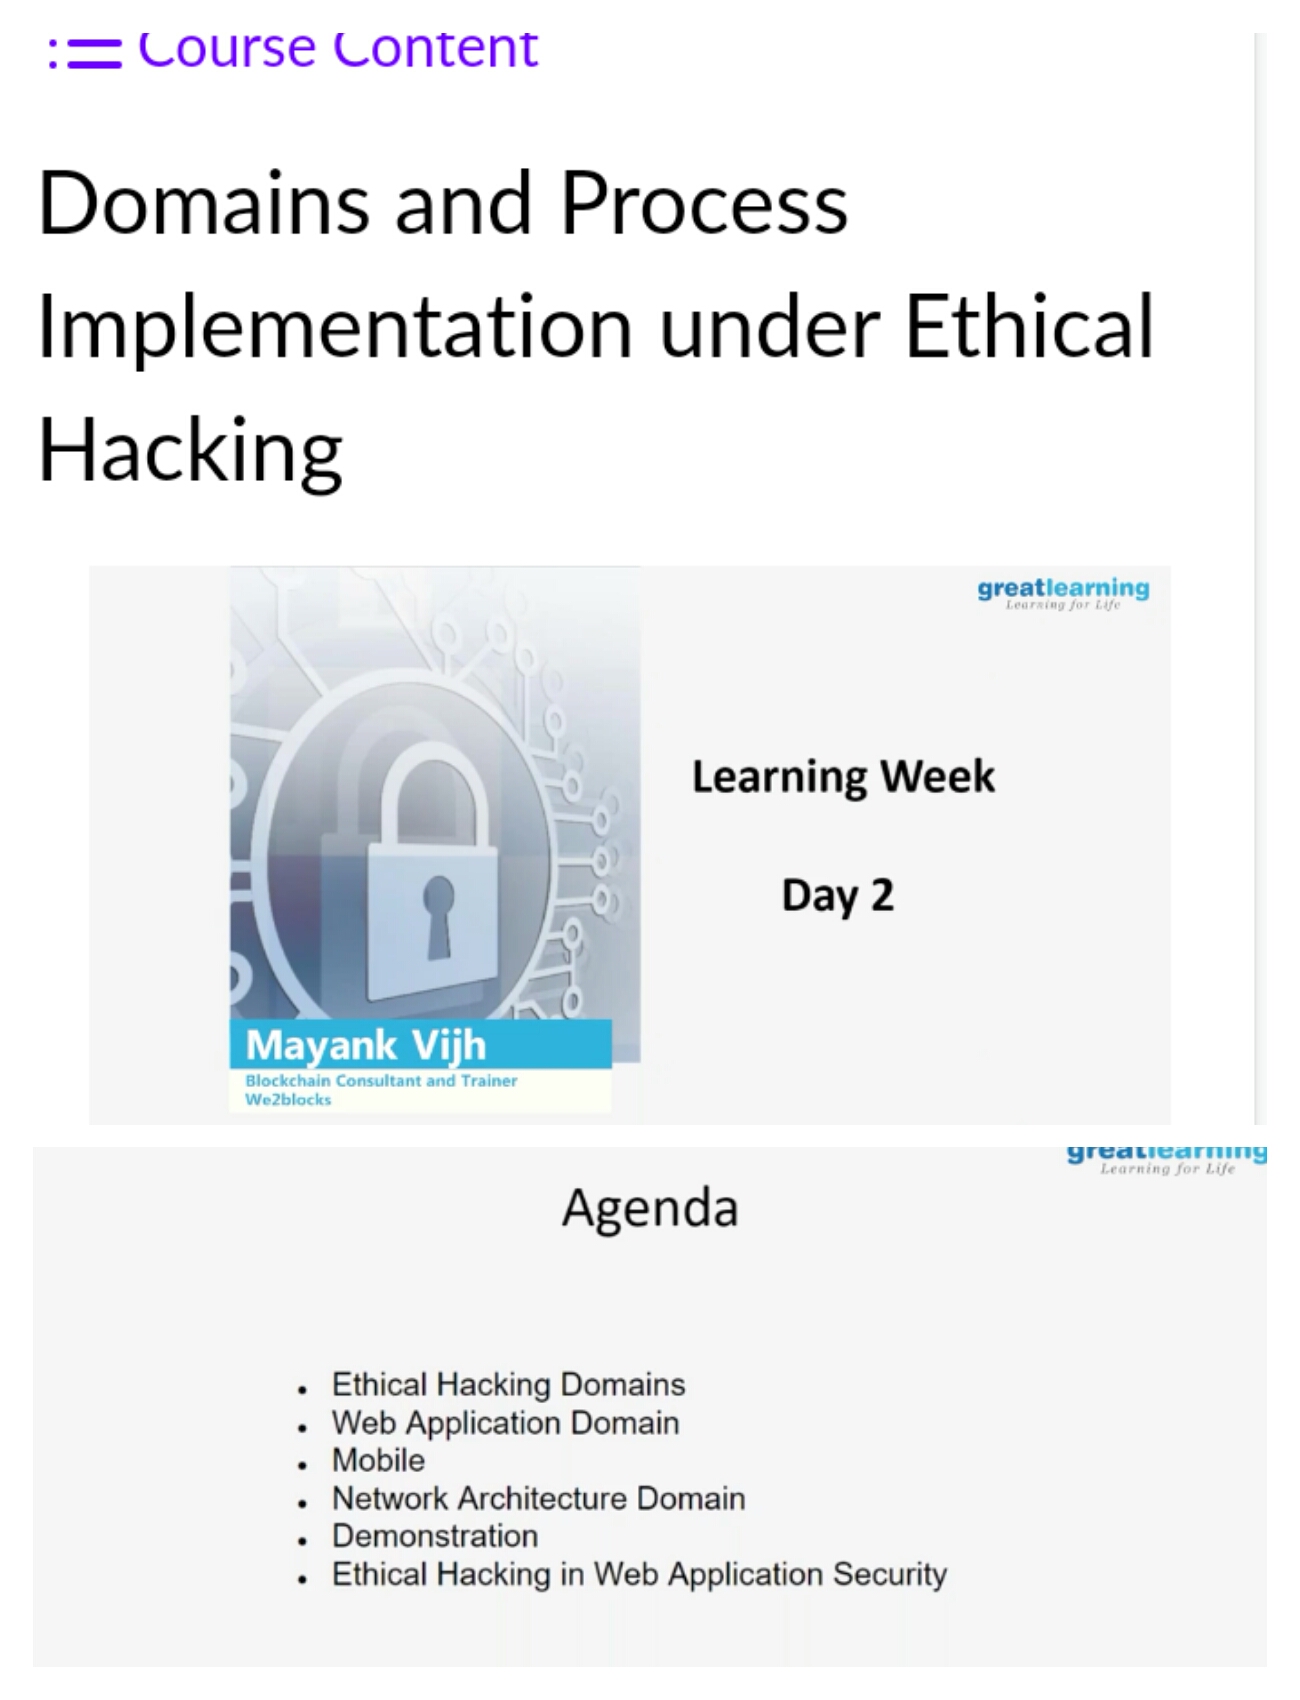 Course Content
Domains and Process
Implementation under Ethical
Hacking
greatlearning
Learning for Life
Learning Week
Day 2
Mayank Vijh
Blockchain Consultant and Trainer
We2blocks
greatlearning
Learning for Life
Agenda
• Ethical Hacking Domains
• Web Application Domain
• Mobile
• Network Architecture Domain
• Demonstration
• Ethical Hacking in Web Application Security